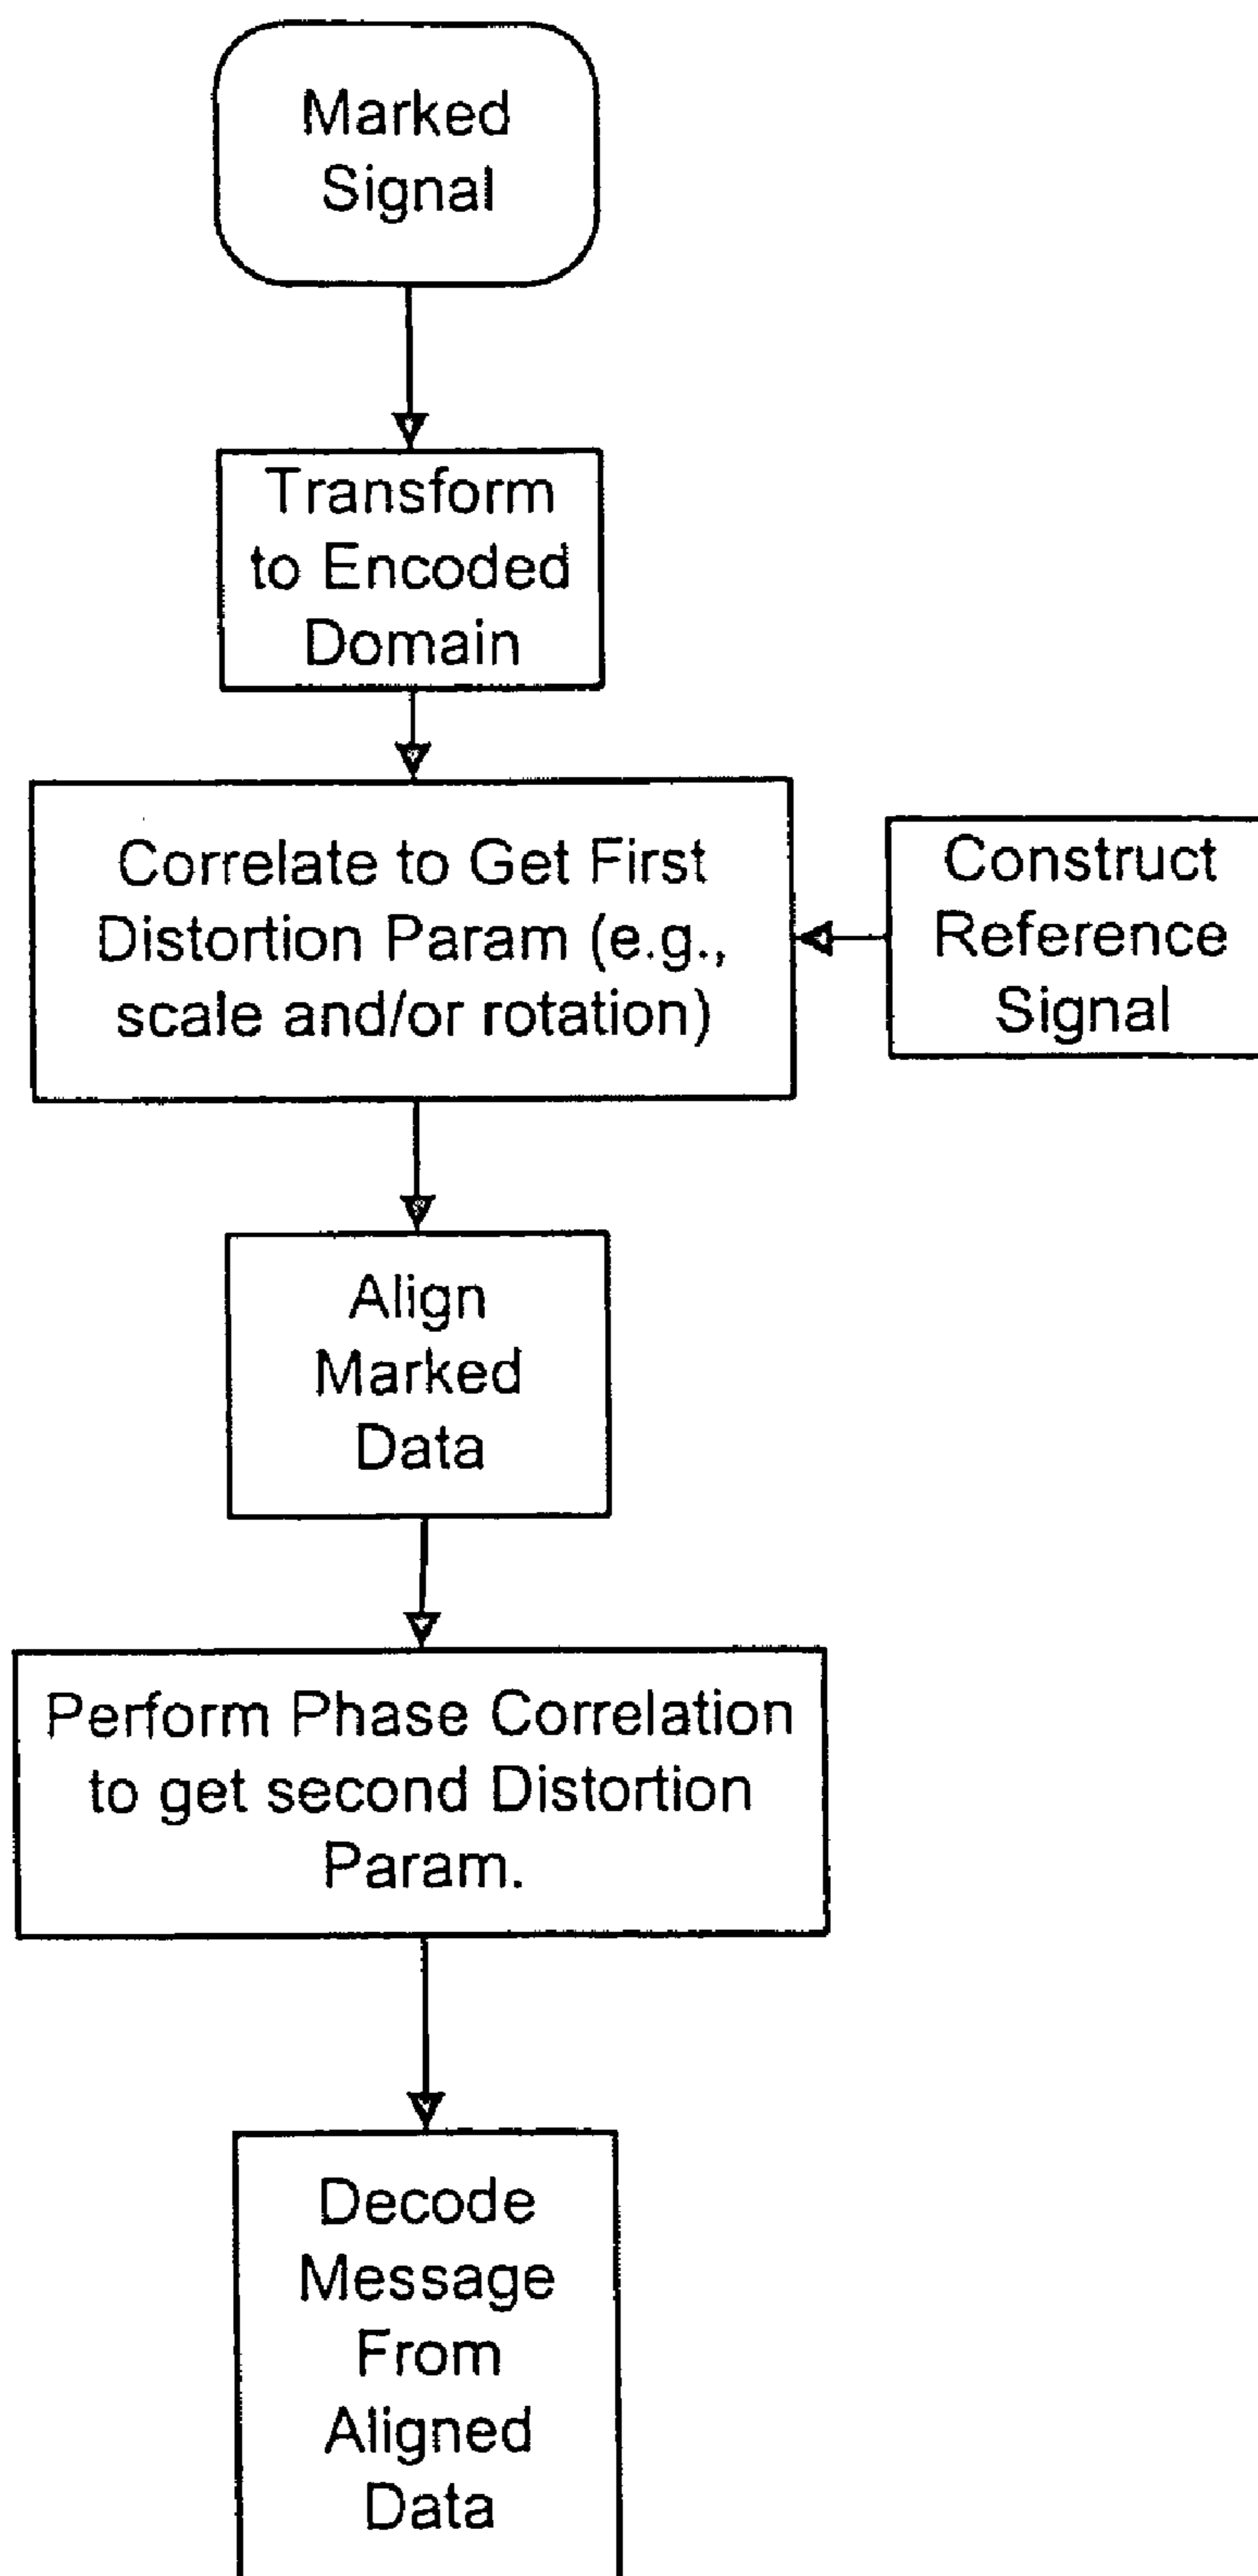 Marked
Signal
Transform
to Encoded
Domain
Correlate to Get First
Distortion Param (e.g.,
scale and/or rotation)
Construct
Reference
Signal
Align
Marked
Data
Perform Phase Correlation
to get second Distortion
Param.
Decode
Message
From
Aligned
Data